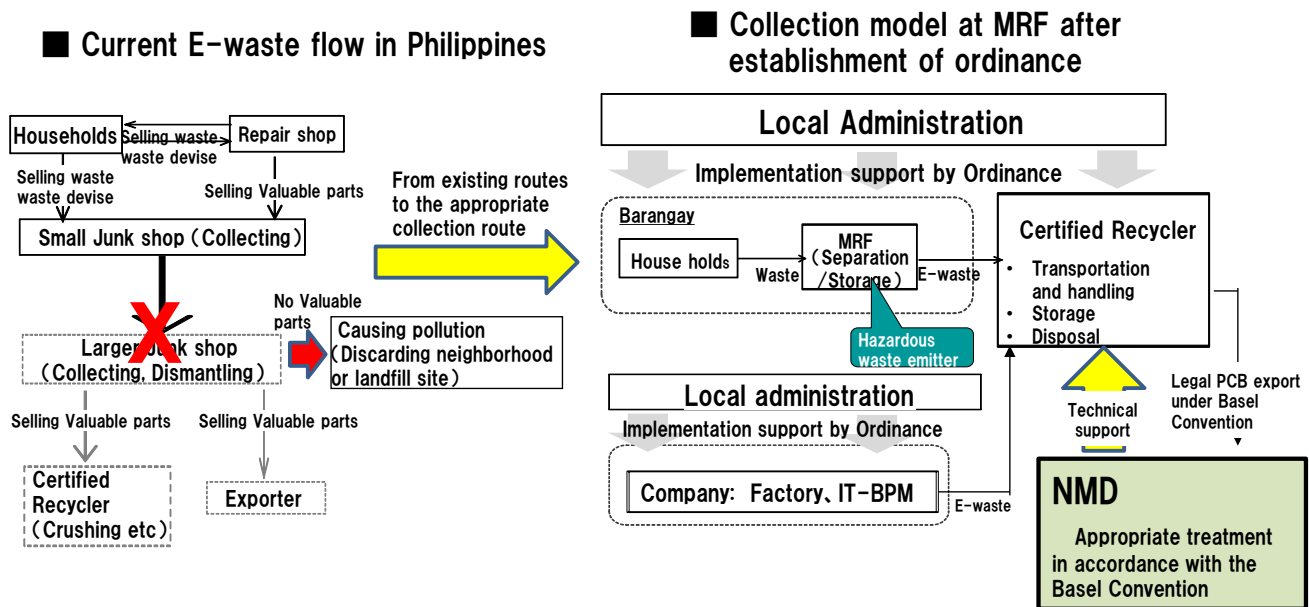 ■ Current E-waste flow in Philippines
Households
Selling waste
waste devise
Repair shop
Selling waste
waste devise
Selling Valuable parts
Small Junk shop（Collecting）
X
Larger Junk shop
（Collecting, Dismantling）
No Valuable
parts
Causing pollution
（Discarding neighborhood
or landfill site）
Selling Valuable parts
Selling Valuable parts
Certified
Recycler
（Crushing etc）
Exporter
From existing routes
to the appropriate
collection route
■ Collection model at MRF after
establishment of ordinance
Local Administration
Implementation support by Ordinance
Barangay
House holds
Waste
MRF
（Separation
/Storage）
E-waste
Hazardous
waste emitter
Certified Recycler
• Transportation
and handling
• Storage
• Disposal
Local administration
Implementation support by Ordinance
Company: Factory、IT-BPM
E-waste
Technical
support
Legal PCB export
under Basel
Convention
NMD
Appropriate treatment
in accordance with the
Basel Convention